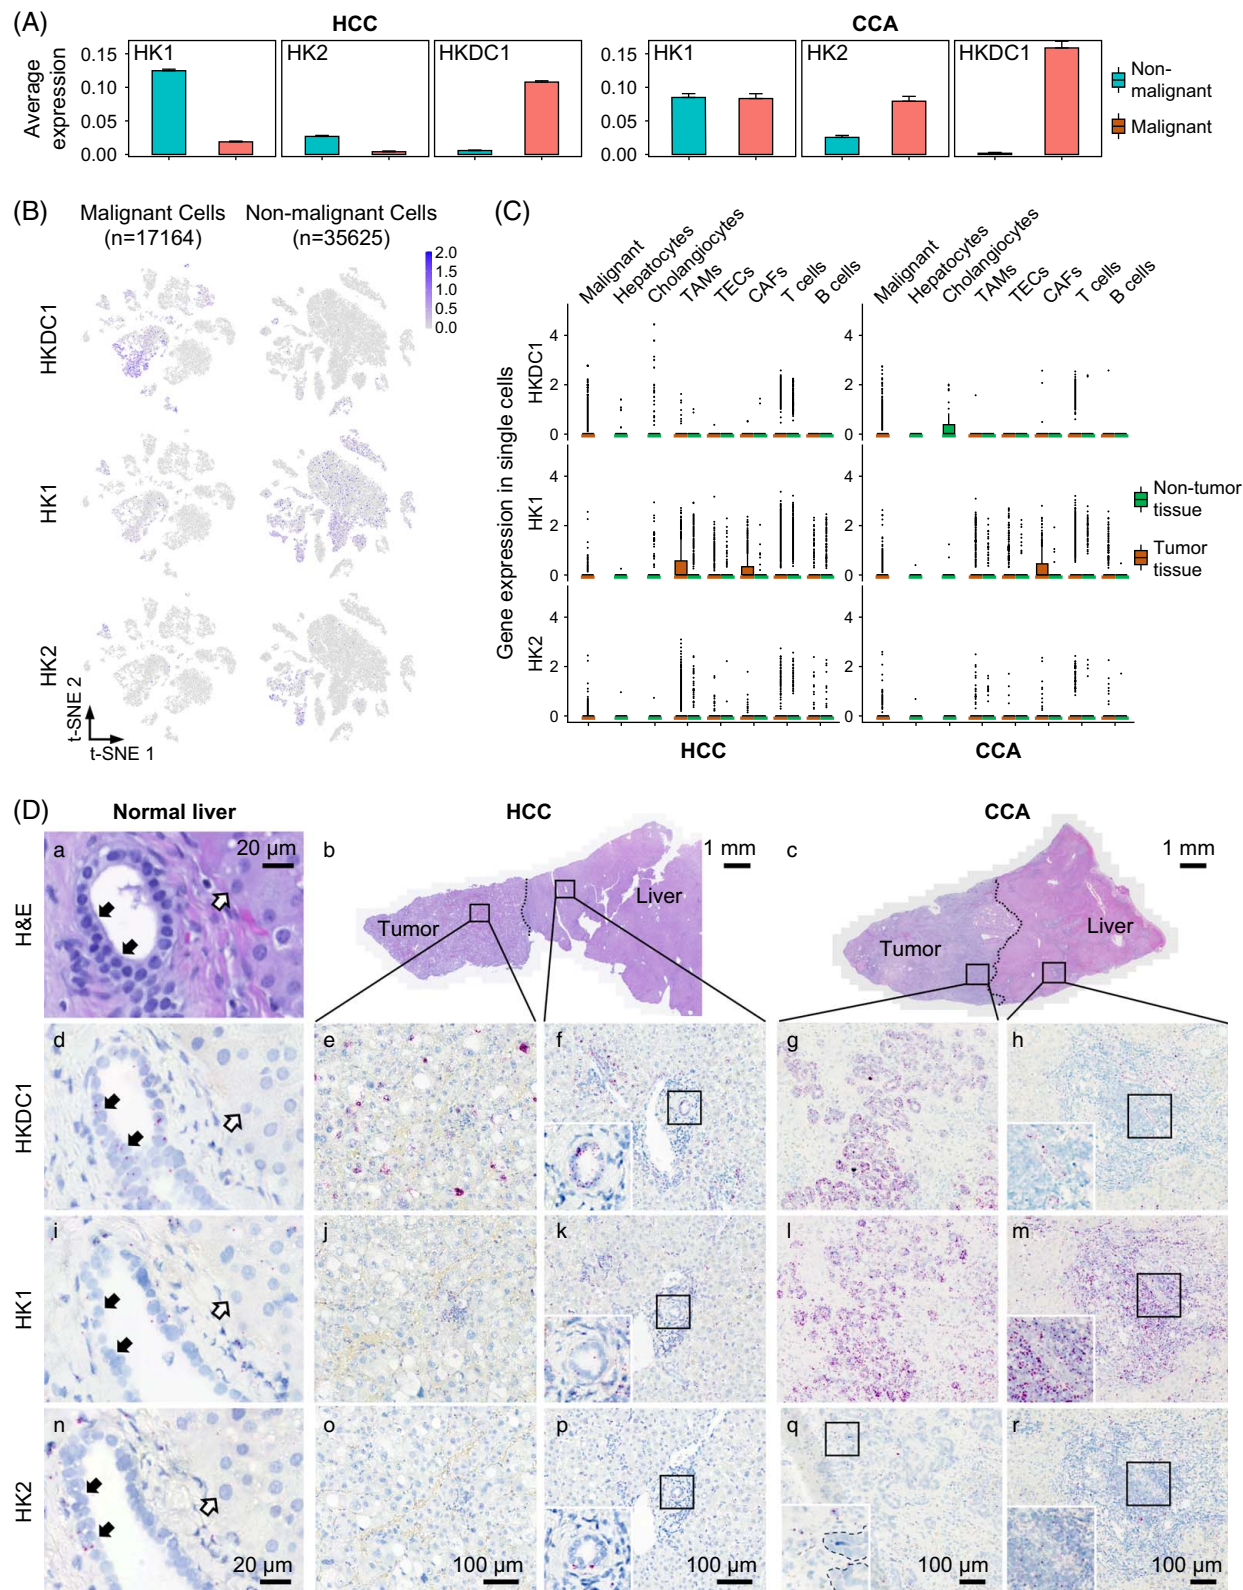 (A)
HCC
CCA
Average
expression
0.15
0.10
0.05
0.00
HK1
HK2
HKDC1
0.15
0.10
0.05
0.00
HK1
HK2
HKDC1
Non-
malignant
Malignant
(B)
Malignant Cells
(n=17164)
Non-malignant Cells
(n=35625)
2.0
1.5
1.0
0.5
0.0
HKDC1
HK1
HK2
t-SNE 2
t-SNE 1
(C)
Malignant
Hepatocytes
Cholangiocytes
TAMs
TECs
CAFs
T cells
B cells
Malignant
Hepatocytes
Cholangiocytes
TAMs
TECs
CAFs
T cells
B cells
Gene expression in single cells
HKDC1
4
2
0
4
2
0
HK1
4
2
0
4
2
0
HK2
4
2
0
4
2
0
Non-tumor
tissue
Tumor
tissue
HCC
CCA
(D)
Normal liver
HCC
CCA
H&E
a
20 µm
b
1 mm
Tumor
Liver
c
1 mm
Tumor
Liver
HKDC1
d
e
f
g
h
HK1
i
j
k
l
m
HK2
n
20 µm
o
100 µm
p
100 µm
q
100 µm
r
100 µm